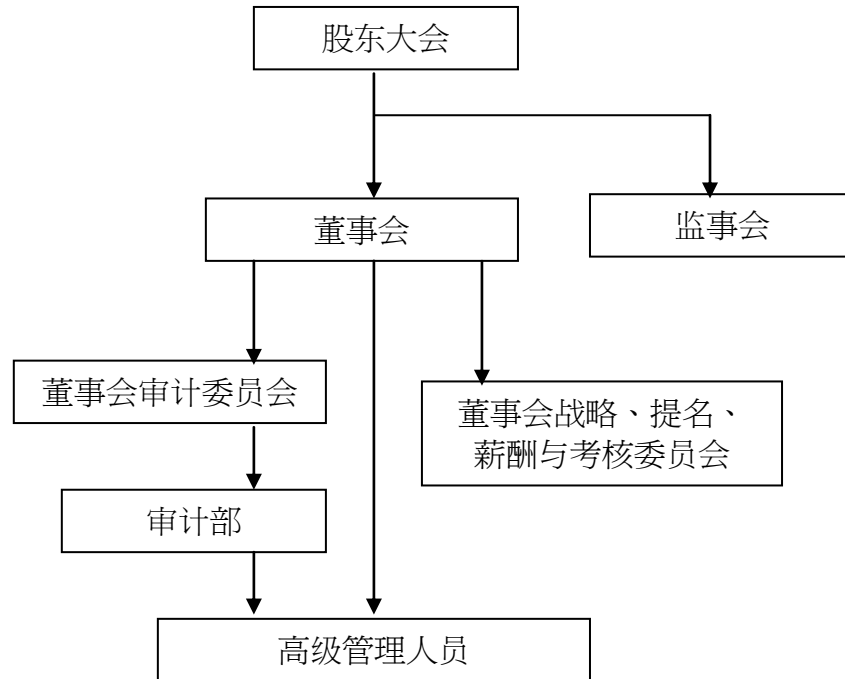 股东大会
董事会
监事会
董事会审计委员会
董事会战略、提名、
薪酬与考核委员会
审计部
高级管理人员